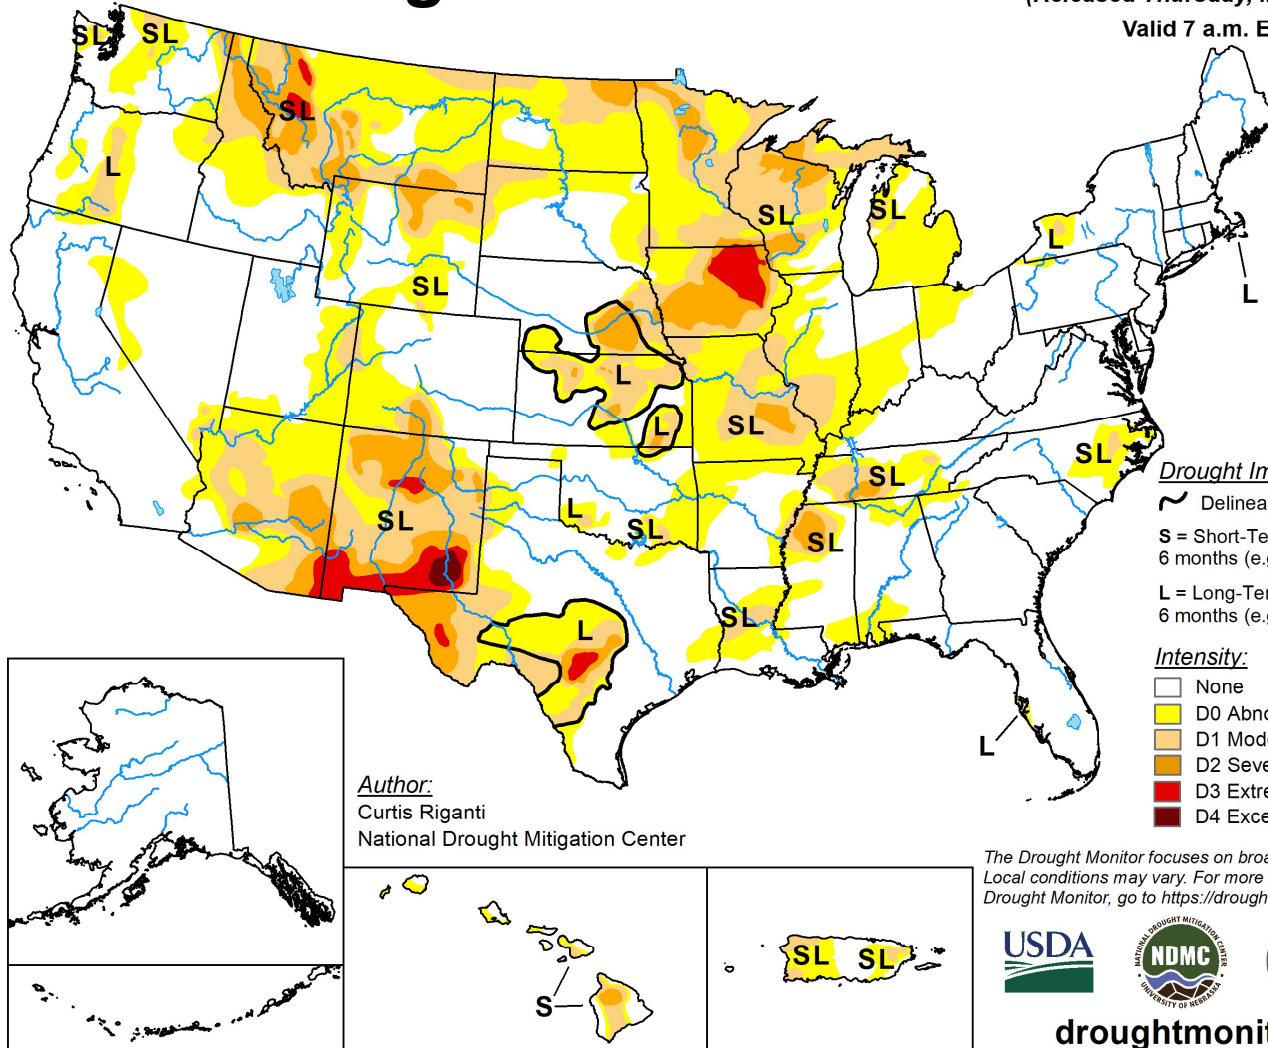 g
(Released Thursday,
Valid 7 a.m. E
SL
SL
SL
L
SL
SL
L
L
SL
L
L
SL
SL
SL
SL
SL
L
SL
SL
SL
L
L
Drought Im
Delinea
S = Short-Te
6 months (e.g
L = Long-Ter
6 months (e.g
Intensity:
None
D0 Abno
D1 Mode
D2 Seve
D3 Extre
D4 Exce
Author:
Curtis Riganti
National Drought Mitigation Center
The Drought Monitor focuses on broa
Local conditions may vary. For more
Drought Monitor, go to https://drough
S
SL
SL
USDA
NATIONAL DROUGHT MITIGATION CENTER
NDMC
UNIVERSITY OF NEBRASKA
droughtmonit